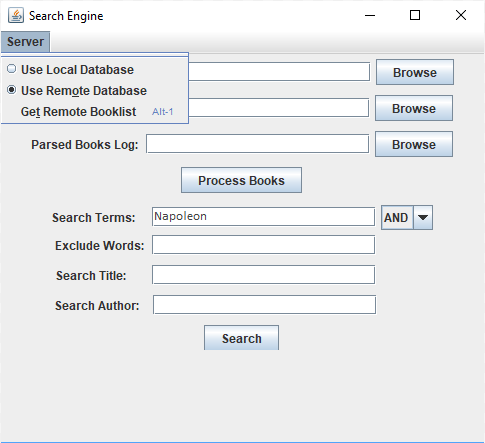 Search Engine
Server
Use Local Database
Browse
Use Remote Database
Browse
Get Remote Booklist Alt-1
Parsed Books Log: Browse
Process Books
Search Terms: Napoleon AND
Exclude Words:
Search Title:
Search Author:
Search